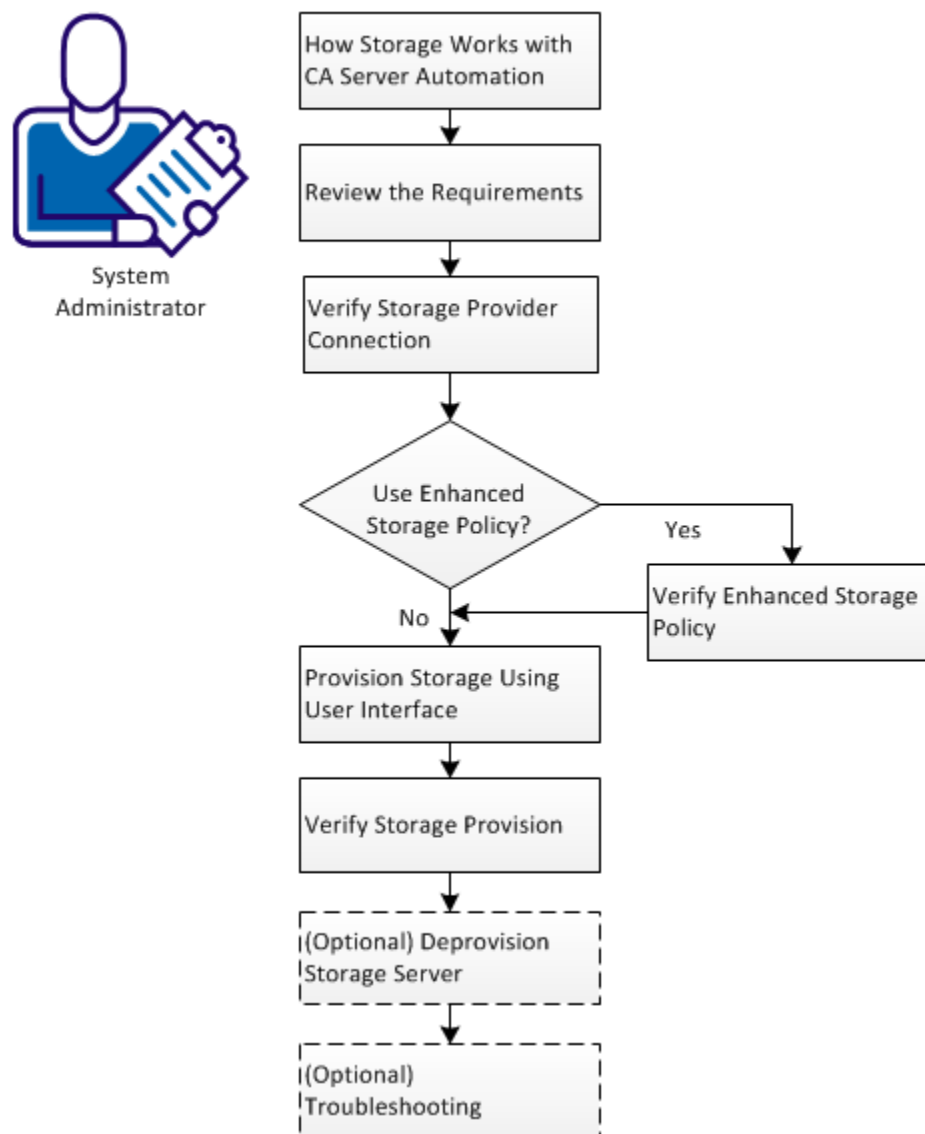 How Storage Works with
CA Server Automation
Review the Requirements
System
Administrator
Verify Storage Provider
Connection
Use Enhanced
Storage Policy?
Yes
Verify Enhanced Storage
Policy
No
Provision Storage Using
User Interface
Verify Storage Provision
(Optional) Deprovision
Storage Server
(Optional)
Troubleshooting